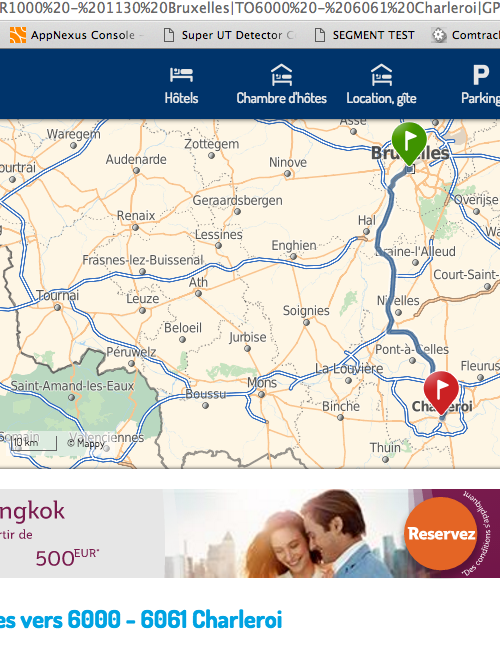 R1000%20-%201130%20Bruxelles|TO6000%20-%206061%20Charleroi|GP
AppNexus Console
Super UT Detector
SEGMENT TEST
Comtrac
Hôtels
Chambre d'hôtes
Location, gîte
Parking
Asse
Waregem
Zottegem
Bruxelles
Audenarde
Ninove
ourtrai
Geraardsbergen
Overijse
Renaix
Hal
Lessines
Enghien
Braine-l'Alleud
Wa
Frasnes-lez-Buissenal
Ath
Court-Saint-
Tournai
Leuze
Nivelles
Soignies
Beloeil
Jurbise
Pont-à-Celles
Péruwelz
La-Louvière
Fleurus
Saint-Amand-les-Eaux
Mons
Boussu
Binche
Charleroi
Somain
Valenciennes
10 km
© Mappy
Thuin
ngkok
rtir de
500EUR*
Reservez
*Des conditions s'appliquent
es vers 6000 - 6061 Charleroi